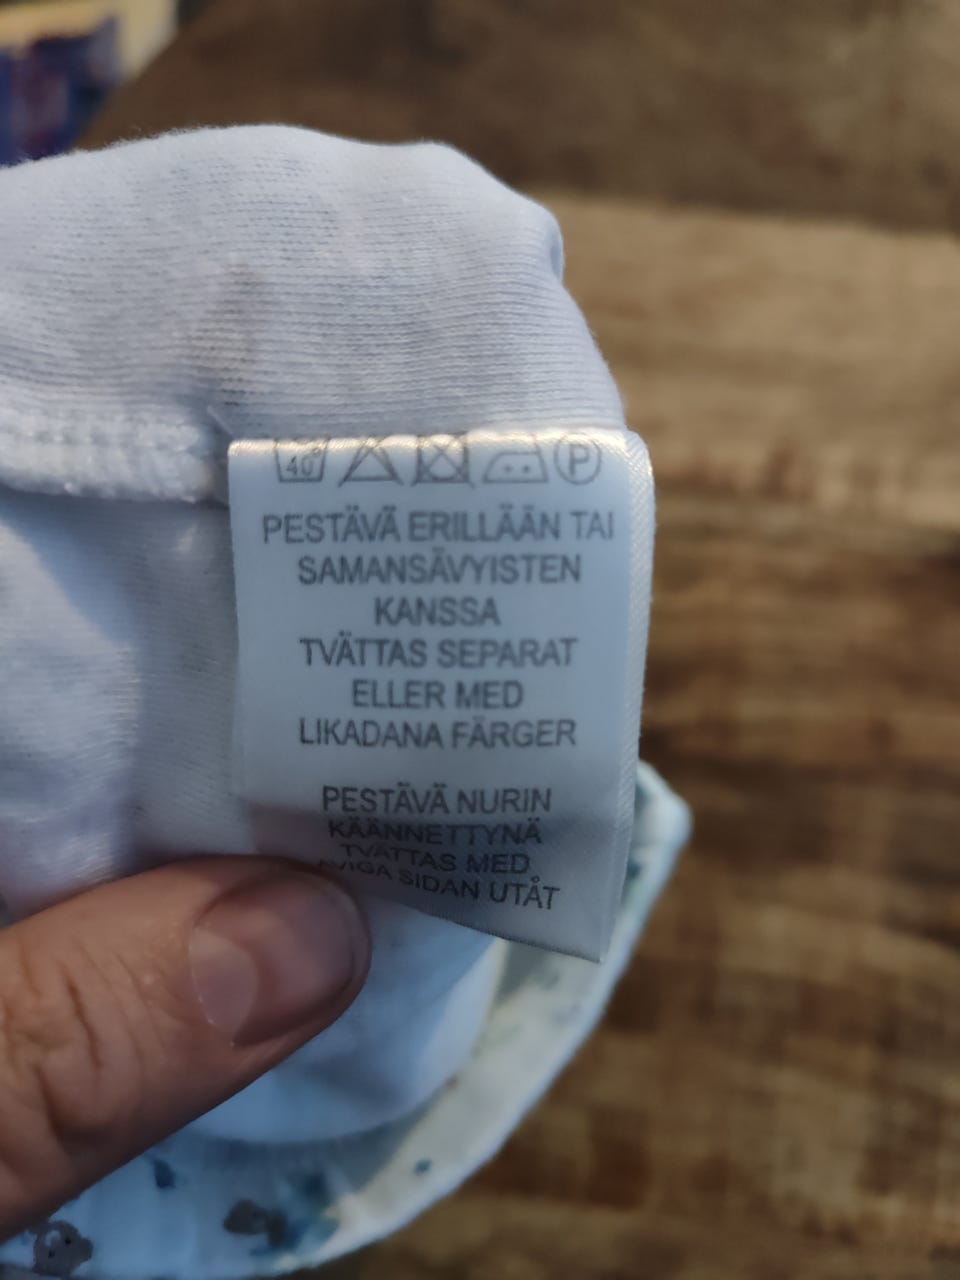 40° P
PESTÄVÄ ERILLÄÄN TAI
SAMANSÄVYISTEN
KANSSA
TVÄTTAS SEPARAT
ELLER MED
LIKADANA FÄRGER
PESTÄVÄ NURIN
KÄÄNNETTYNÄ
TVÄTTAS MED
AVIGA SIDAN UTÅT